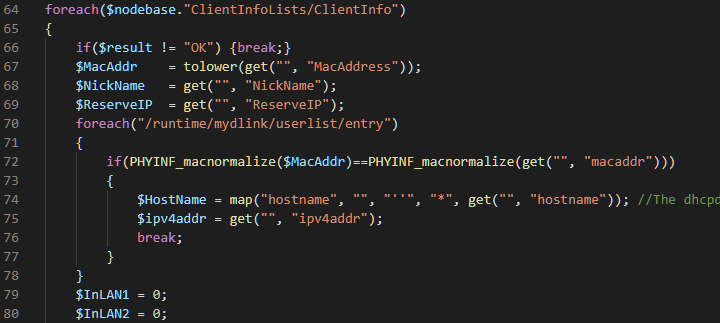 64 foreach($nodebase."ClientInfoLists/ClientInfo")
65 {
66     if($result != "OK") {break;}
67     $MacAddr    = tolower(get("", "MacAddress"));
68     $NickName   = get("", "NickName");
69     $ReserveIP  = get("", "ReserveIP");
70     foreach("/runtime/mydlink/userlist/entry")
71     {
72         if(PHYINF_macnormalize($MacAddr)==PHYINF_macnormalize(get("", "macaddr")))
73         {
74             $HostName = map("hostname", "", "''", "*", get("", "hostname")); //The dhcpd
75             $ipv4addr = get("", "ipv4addr");
76             break;
77         }
78     }
79     $InLAN1 = 0;
80     $InLAN2 = 0;